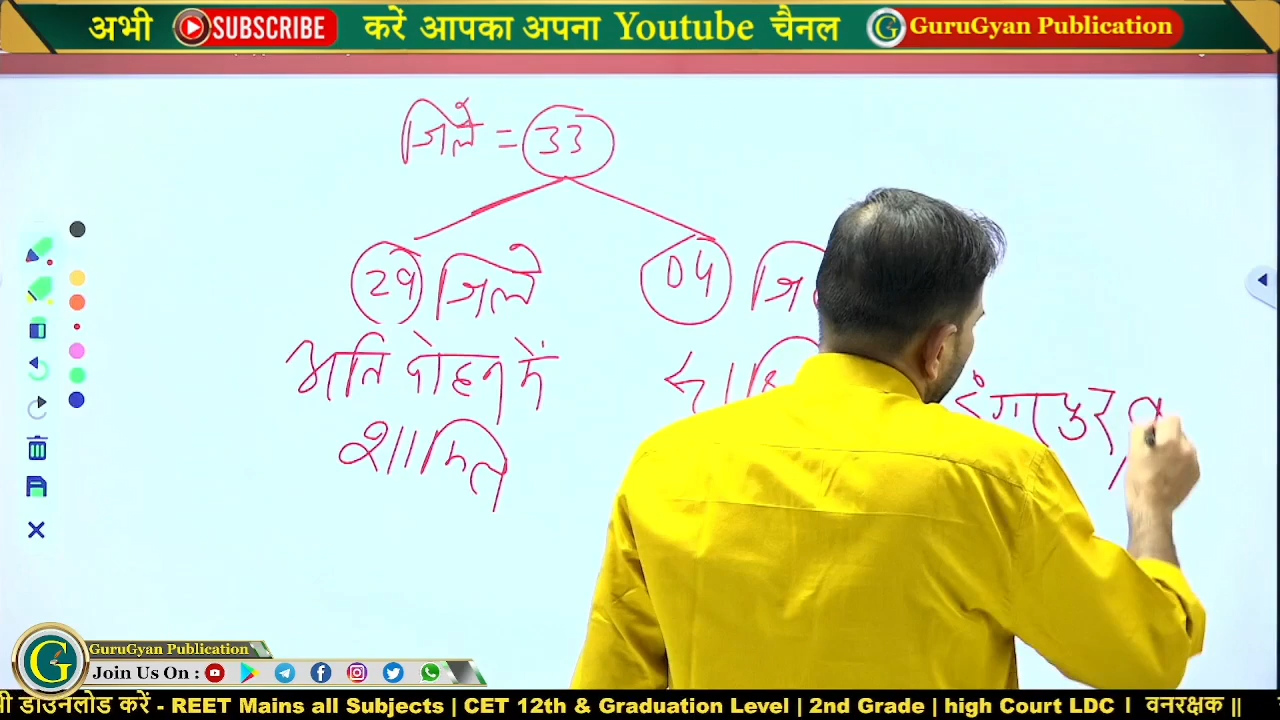 अभी SUBSCRIBE करें आपका अपना Youtube चैनल G GuruGyan Publication
जिले = 33
29 जिले 04
अति दोहन में
शामिल
G GuruGyan Publication
Join Us On :
डाउनलोड करें - REET Mains all Subjects | CET 12th & Graduation Level | 2nd Grade | high Court LDC । वनरक्षक ||